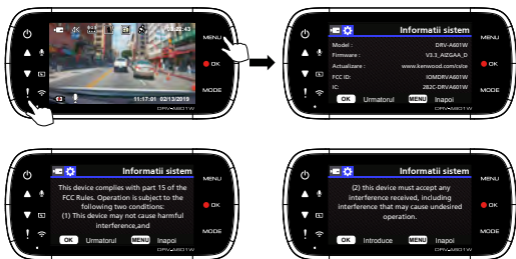 MENU
OK
MODE
11:17:01 02/13/2019
DRV-A601W
Informatii sistem
Model : DRV-A601W
Firmware : V3.3_AIZGAA_D
Actualizare : www.kenwood.com/cs/ce
FCC ID: IOMDRV-A601W
IC: 282C-DRVA601W
OK Urmatorul MENU Inapoi
MENU
OK
MODE
DRV-A601W
Informatii sistem
This device complies with part 15 of the
FCC Rules. Operation is subject to the
following two conditions:
(1) This device may not cause harmful
interference,and
OK Urmatorul MENU Inapoi
MENU
OK
MODE
DRV-A601W
Informatii sistem
(2) this device must accept any
interference received, including
interference that may cause undesired
operation.
OK Introduce MENU Inapoi
MENU
OK
MODE
DRV-A601W